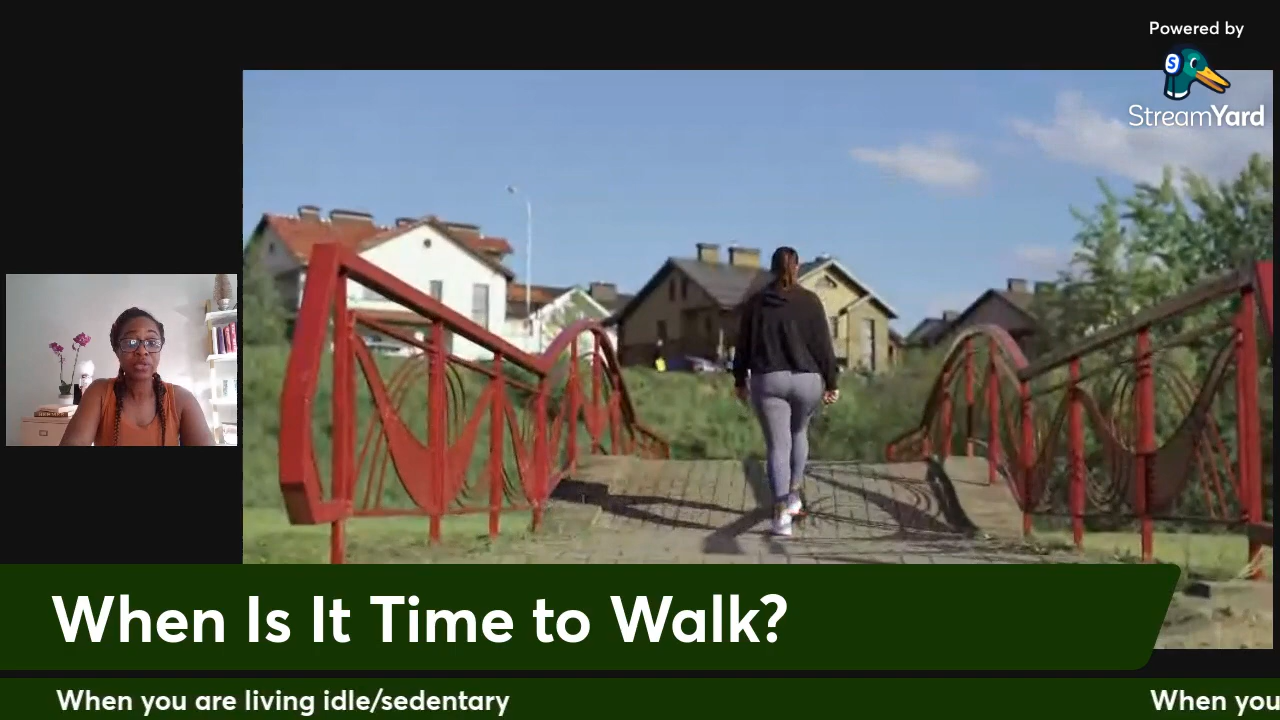 Powered by
S
StreamYard
When Is It Time to Walk?
When you are living idle/sedentary
When you